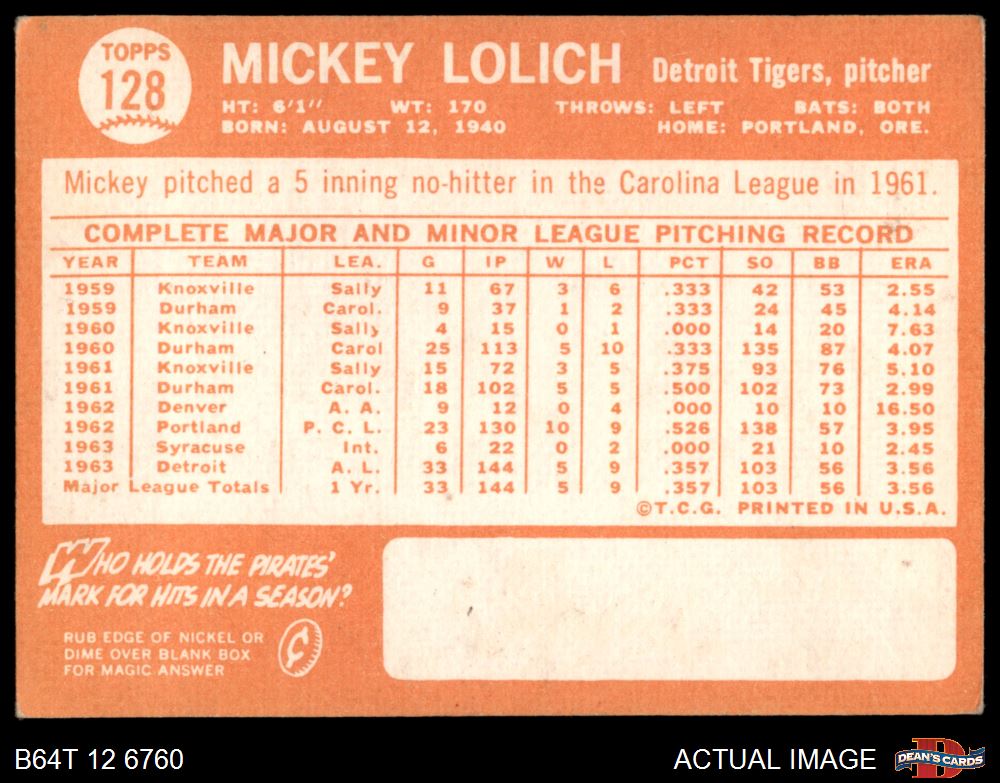 TOPPS
128
MICKEY LOLICH Detroit Tigers, pitcher
HT: 6'1" WT: 170 THROWS: LEFT BATS: BOTH
BORN: AUGUST 12, 1940 HOME: PORTLAND, ORE.
Mickey pitched a 5 inning no-hitter in the Carolina League in 1961.
COMPLETE MAJOR AND MINOR LEAGUE PITCHING RECORD
YEAR TEAM LEA. G IP W L PCT SO BB ERA
1959 Knoxville Sally 11 67 3 6 .333 42 53 2.55
1959 Durham Carol. 9 37 1 2 .333 24 45 4.14
1960 Knoxville Sally 4 15 0 1 .000 14 20 7.63
1960 Durham Carol 25 113 5 10 .333 135 87 4.07
1961 Knoxville Sally 15 72 3 5 .375 93 76 5.10
1961 Durham Carol. 18 102 5 5 .500 102 73 2.99
1962 Denver A. A. 9 12 0 4 .000 10 10 16.50
1962 Portland P. C. L. 23 130 10 9 .526 138 57 3.95
1963 Syracuse Int. 6 22 0 2 .000 21 10 2.45
1963 Detroit A. L. 33 144 5 9 .357 103 56 3.56
Major League Totals 1 Yr. 33 144 5 9 .357 103 56 3.56
©T.C.G. PRINTED IN U.S.A.
WHO HOLDS THE PIRATES'
MARK FOR HITS IN A SEASON?
RUB EDGE OF NICKEL OR
DIME OVER BLANK BOX
FOR MAGIC ANSWER
¢
B64T 12 6760 ACTUAL IMAGE D DEAN'S CARDS